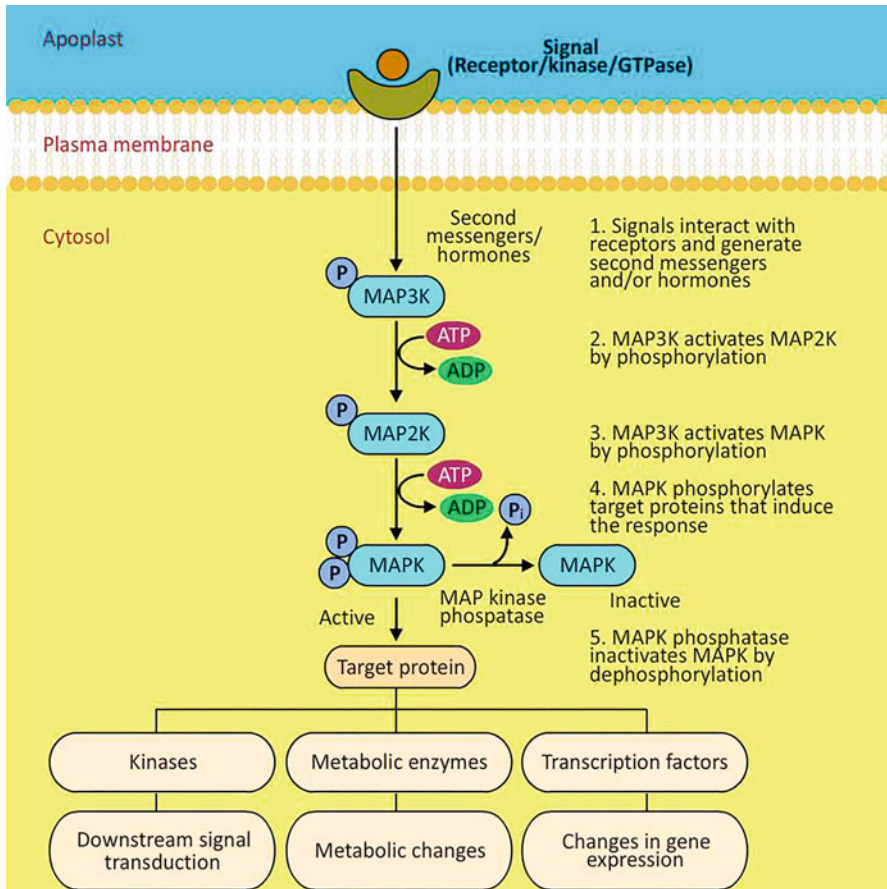 Apoplast
Signal
(Receptor/kinase/GTPase)
Plasma membrane
Cytosol
Second
messengers/
hormones
1. Signals interact with
receptors and generate
second messengers
and/or hormones
P
MAP3K
ATP
ADP
2. MAP3K activates MAP2K
by phosphorylation
P
MAP2K
ATP
ADP
3. MAP3K activates MAPK
by phosphorylation
4. MAPK phosphorylates
target proteins that induce
the response
Pi
P
P
MAPK
MAPK
Active
MAP kinase
phospatase
Inactive
5. MAPK phosphatase
inactivates MAPK by
dephosphorylation
Target protein
Kinases
Metabolic enzymes
Transcription factors
Downstream signal
transduction
Metabolic changes
Changes in gene
expression